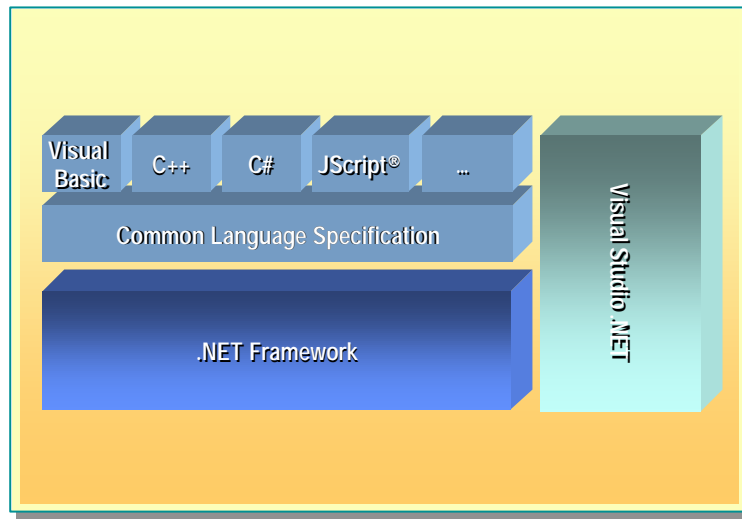 Visual
Basic
C++
C#
JScript®
...
Common Language Specification
.NET Framework
Visual Studio .NET